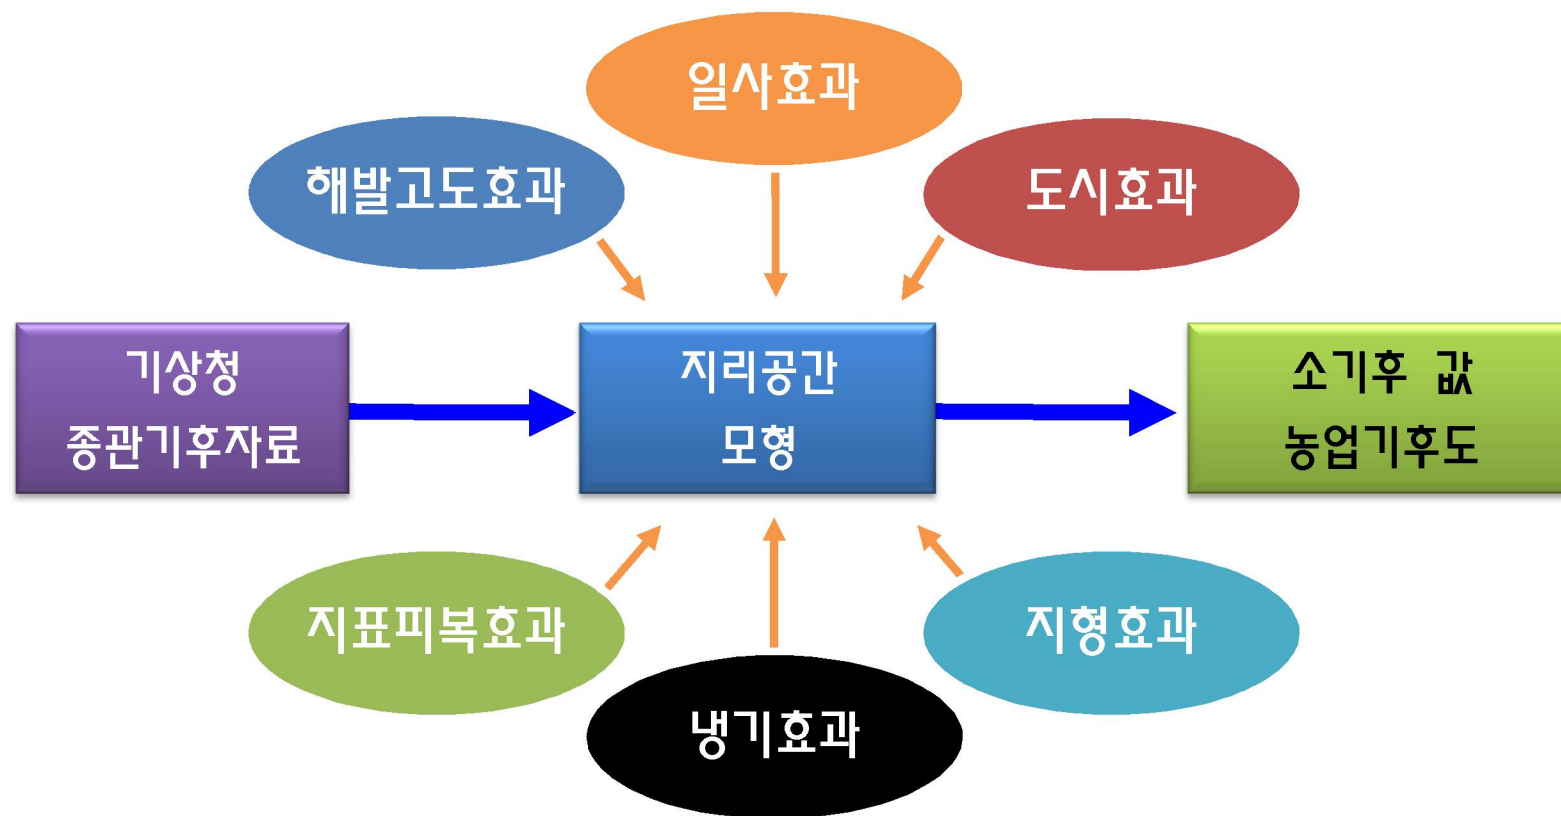 일사효과
해발고도효과
도시효과
기상청
종관기후자료
지리공간
모형
소기후 값
농업기후도
지표피복효과
지형효과
냉기효과